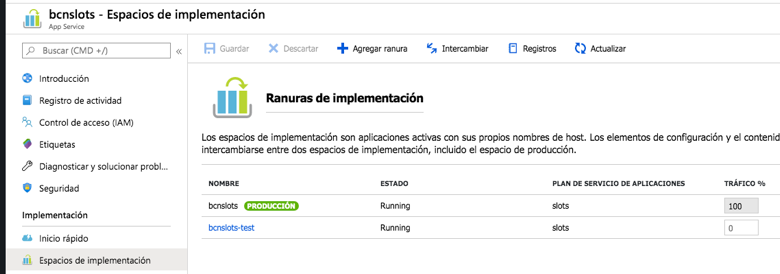 bcnslots - Espacios de implementación
App Service
Buscar (CMD +/)
«
Guardar
Descartar
Agregar ranura
Intercambiar
Registros
Actualizar
Introducción
Registro de actividad
Control de acceso (IAM)
Etiquetas
Diagnosticar y solucionar probl...
Seguridad
Implementación
Inicio rápido
Espacios de implementación
Ranuras de implementación
Los espacios de implementación son aplicaciones activas con sus propios nombres de host. Los elementos de configuración y el contenid
intercambiarse entre dos espacios de implementación, incluido el espacio de producción.
NOMBRE ESTADO PLAN DE SERVICIO DE APLICACIONES TRÁFICO %
bcnslots PRODUCCIÓN Running slots 100
bcnslots-test Running slots 0